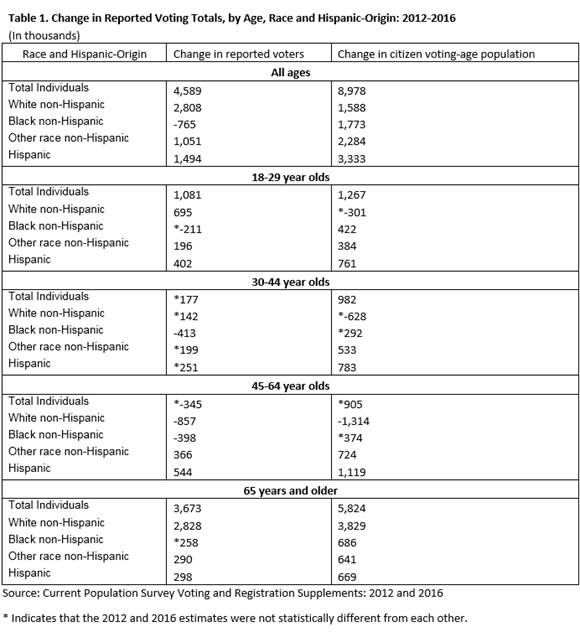 Table 1. Change in Reported Voting Totals, by Age, Race and Hispanic-Origin: 2012-2016
(In thousands)
Race and Hispanic-Origin Change in reported voters Change in citizen voting-age population
All ages
Total Individuals 4,589 8,978
White non-Hispanic 2,808 1,588
Black non-Hispanic -765 1,773
Other race non-Hispanic 1,051 2,284
Hispanic 1,494 3,333
18-29 year olds
Total Individuals 1,081 1,267
White non-Hispanic 695 *-301
Black non-Hispanic *-211 422
Other race non-Hispanic 196 384
Hispanic 402 761
30-44 year olds
Total Individuals *177 982
White non-Hispanic *142 *-628
Black non-Hispanic -413 *292
Other race non-Hispanic *199 533
Hispanic *251 783
45-64 year olds
Total Individuals *-345 *905
White non-Hispanic -857 -1,314
Black non-Hispanic -398 *374
Other race non-Hispanic 366 724
Hispanic 544 1,119
65 years and older
Total Individuals 3,673 5,824
White non-Hispanic 2,828 3,829
Black non-Hispanic *258 686
Other race non-Hispanic 290 641
Hispanic 298 669
Source: Current Population Survey Voting and Registration Supplements: 2012 and 2016
* Indicates that the 2012 and 2016 estimates were not statistically different from each other.